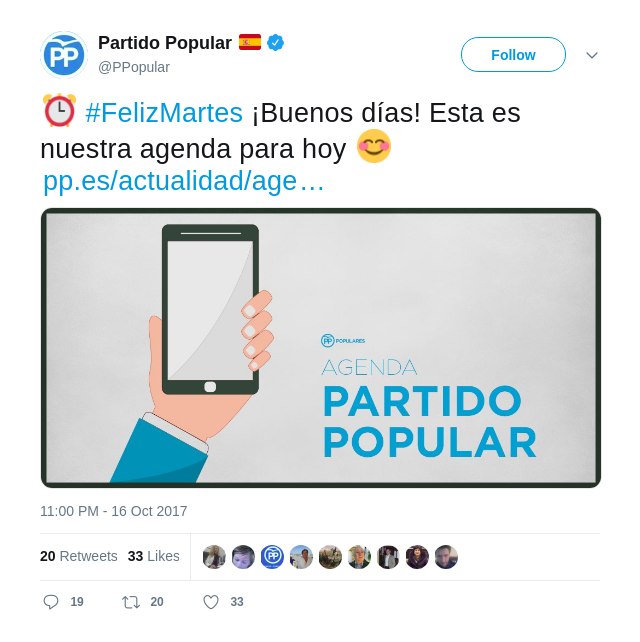 Partido Popular
@PPopular
Follow
#FelizMartes ¡Buenos días! Esta es
nuestra agenda para hoy
pp.es/actualidad/age…
PP POPULARES
AGENDA
PARTIDO
POPULAR
11:00 PM - 16 Oct 2017
20 Retweets 33 Likes
19 20 33